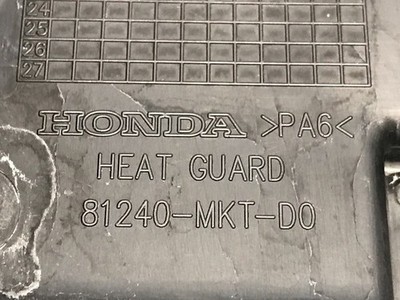 24
25
26
27
HONDA >PA6<
HEAT GUARD
81240-MKT-D0